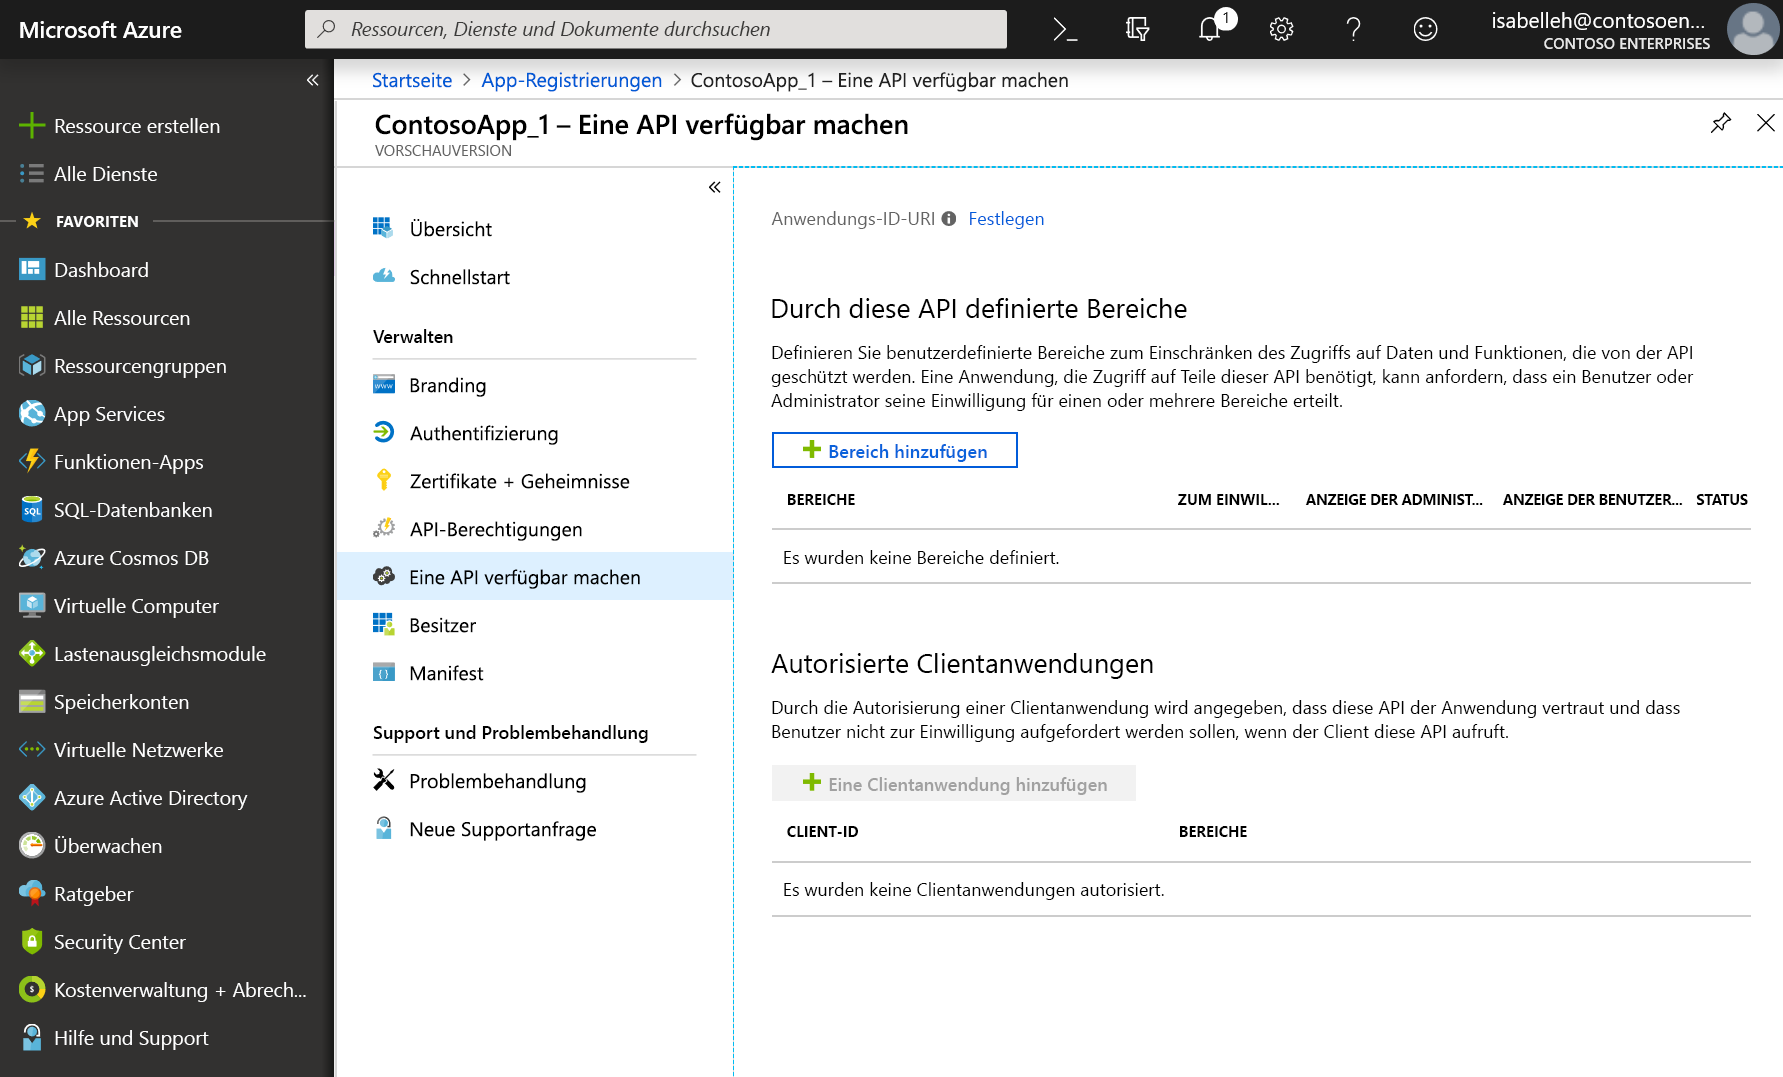 Microsoft Azure
Ressourcen, Dienste und Dokumente durchsuchen
1
isabelleh@contosoen...
CONTOSO ENTERPRISES
Ressource erstellen
Alle Dienste
FAVORITEN
Dashboard
Alle Ressourcen
Ressourcengruppen
App Services
Funktionen-Apps
SQL-Datenbanken
Azure Cosmos DB
Virtuelle Computer
Lastenausgleichsmodule
Speicherkonten
Virtuelle Netzwerke
Azure Active Directory
Überwachen
Ratgeber
Security Center
Kostenverwaltung + Abrech...
Hilfe und Support
Startseite > App-Registrierungen > ContosoApp_1 – Eine API verfügbar machen
ContosoApp_1 – Eine API verfügbar machen
VORSCHAUVERSION
Übersicht
Schnellstart
Verwalten
Branding
Authentifizierung
Zertifikate + Geheimnisse
API-Berechtigungen
Eine API verfügbar machen
Besitzer
Manifest
Support und Problembehandlung
Problembehandlung
Neue Supportanfrage
Anwendungs-ID-URI Festlegen
Durch diese API definierte Bereiche
Definieren Sie benutzerdefinierte Bereiche zum Einschränken des Zugriffs auf Daten und Funktionen, die von der API
geschützt werden. Eine Anwendung, die Zugriff auf Teile dieser API benötigt, kann anfordern, dass ein Benutzer oder
Administrator seine Einwilligung für einen oder mehrere Bereiche erteilt.
Bereich hinzufügen
BEREICHE ZUM EINWIL... ANZEIGE DER ADMINIST... ANZEIGE DER BENUTZER... STATUS
Es wurden keine Bereiche definiert.
Autorisierte Clientanwendungen
Durch die Autorisierung einer Clientanwendung wird angegeben, dass diese API der Anwendung vertraut und dass
Benutzer nicht zur Einwilligung aufgefordert werden sollen, wenn der Client diese API aufruft.
Eine Clientanwendung hinzufügen
CLIENT-ID BEREICHE
Es wurden keine Clientanwendungen autorisiert.